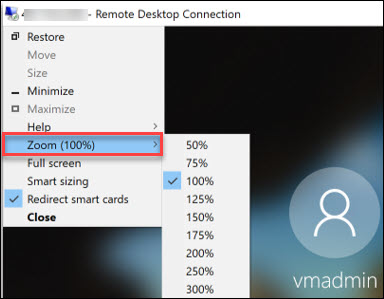 - Remote Desktop Connection
Restore
Move
Size
Minimize
Maximize
Help
Zoom (100%)
Full screen
Smart sizing
Redirect smart cards
Close
50%
75%
100%
125%
150%
175%
200%
250%
300%
vmadmin